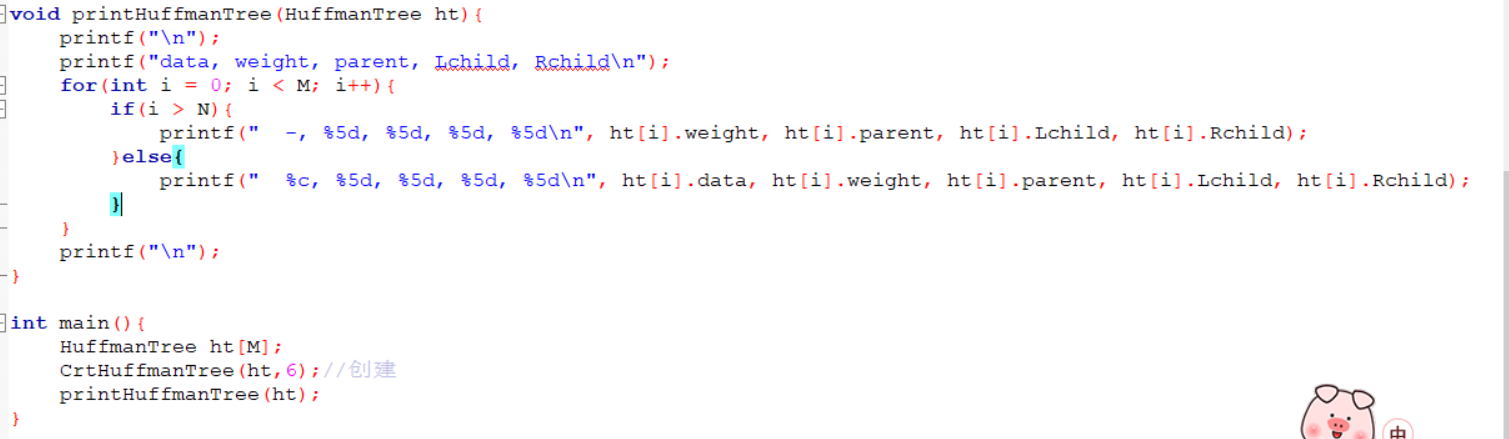 void printHuffmanTree(HuffmanTree ht){
    printf("\n");
    printf("data, weight, parent, Lchild, Rchild\n");
    for(int i = 0; i < M; i++){
        if(i > N){
            printf("  -, %5d, %5d, %5d, %5d\n", ht[i].weight, ht[i].parent, ht[i].Lchild, ht[i].Rchild);
        }else{
            printf("  %c, %5d, %5d, %5d, %5d\n", ht[i].data, ht[i].weight, ht[i].parent, ht[i].Lchild, ht[i].Rchild);
        }
    }
    printf("\n");
}
int main(){
    HuffmanTree ht[M];
    CrtHuffmanTree(ht,6);//创建
    printHuffmanTree(ht);
}
中